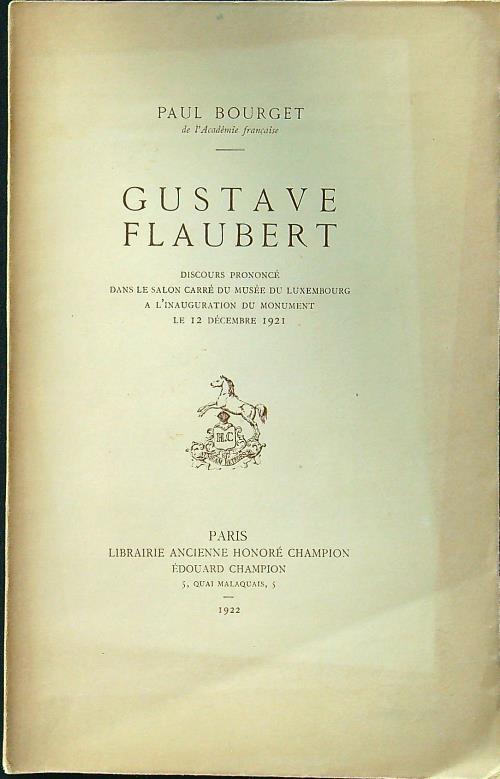 PAUL BOURGET
de l'Académie française
GUSTAVE
FLAUBERT
DISCOURS PRONONCÉ
DANS LE SALON CARRÉ DU MUSÉE DU LUXEMBOURG
A L'INAUGURATION DU MONUMENT
LE 12 DÉCEMBRE 1921
H.C
PARIS
LIBRAIRIE ANCIENNE HONORÉ CHAMPION
ÉDOUARD CHAMPION
5, QUAI MALAQUAIS, 5
1922